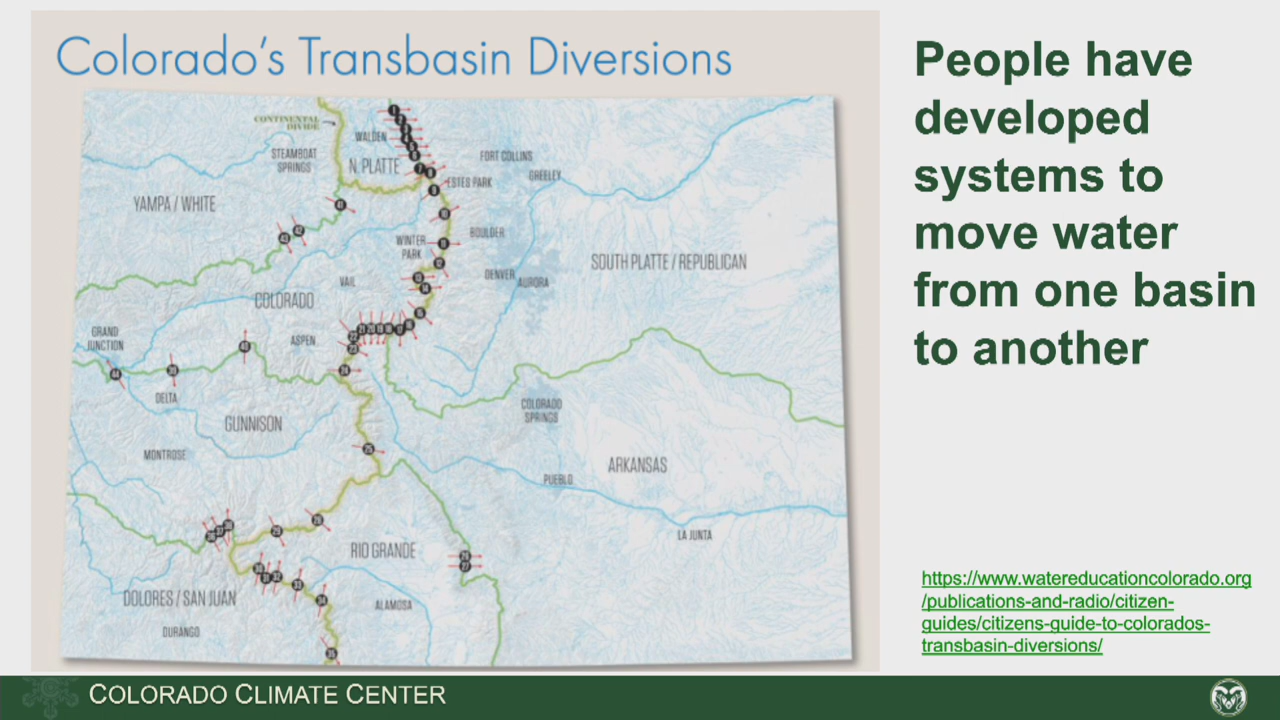 Colorado's Transbasin Diversions
People have
developed
systems to
move water
from one basin
to another
CONTINENTAL
DIVIDE
WALDEN
N. PLATTE
STEAMBOAT
SPRINGS
FORT COLLINS
GREELEY
ESTES PARK
YAMPA / WHITE
WINTER
PARK
BOULDER
SOUTH PLATTE / REPUBLICAN
DENVER
AURORA
VAIL
COLORADO
GRAND
JUNCTION
ASPEN
DELTA
GUNNISON
COLORADO
SPRINGS
MONTROSE
ARKANSAS
PUEBLO
LA JUNTA
RIO GRANDE
DOLORES / SAN JUAN
ALAMOSA
DURANGO
https://www.watereducationcolorado.org
/publications-and-radio/citizen-
guides/citizens-guide-to-colorados-
transbasin-diversions/
COLORADO CLIMATE CENTER